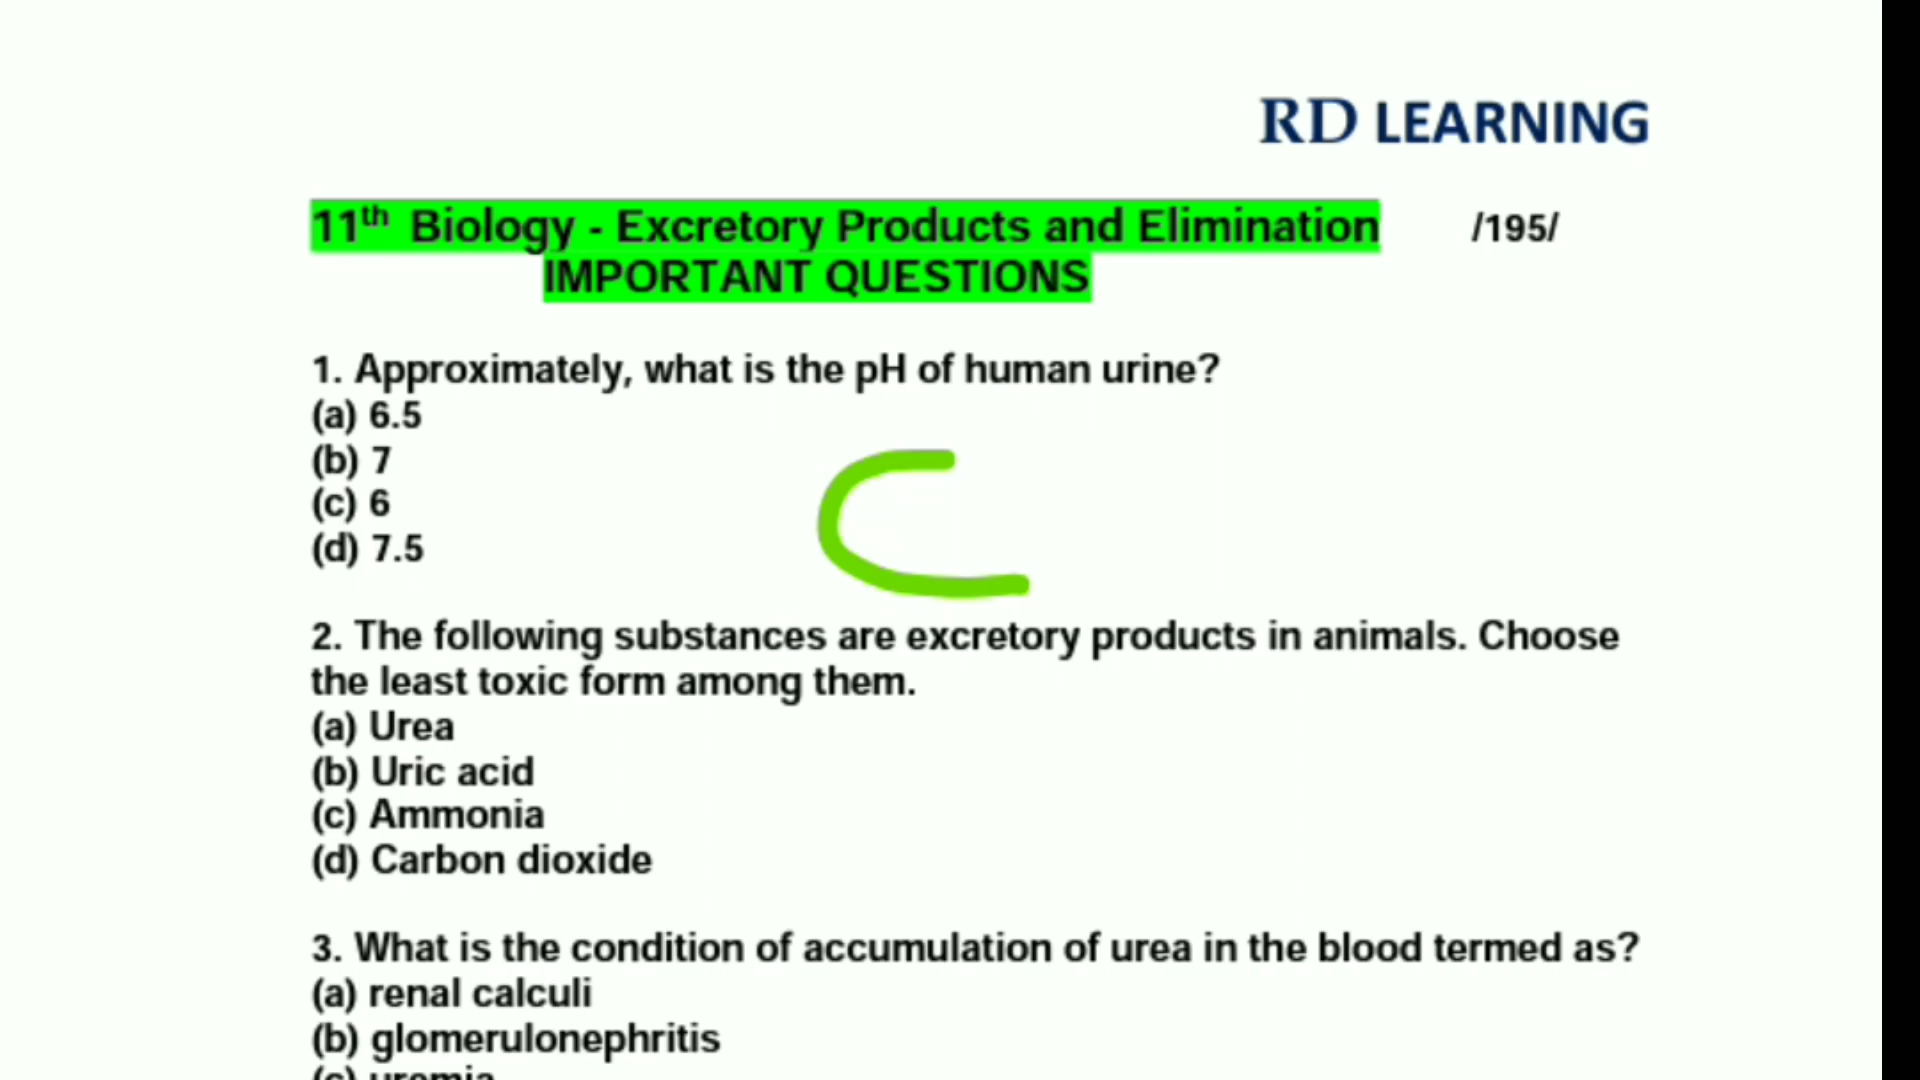 RD LEARNING
11th Biology - Excretory Products and Elimination /195/
IMPORTANT QUESTIONS
1. Approximately, what is the pH of human urine?
(a) 6.5
(b) 7
(c) 6
(d) 7.5
C
2. The following substances are excretory products in animals. Choose
the least toxic form among them.
(a) Urea
(b) Uric acid
(c) Ammonia
(d) Carbon dioxide
3. What is the condition of accumulation of urea in the blood termed as?
(a) renal calculi
(b) glomerulonephritis
(c) uremia